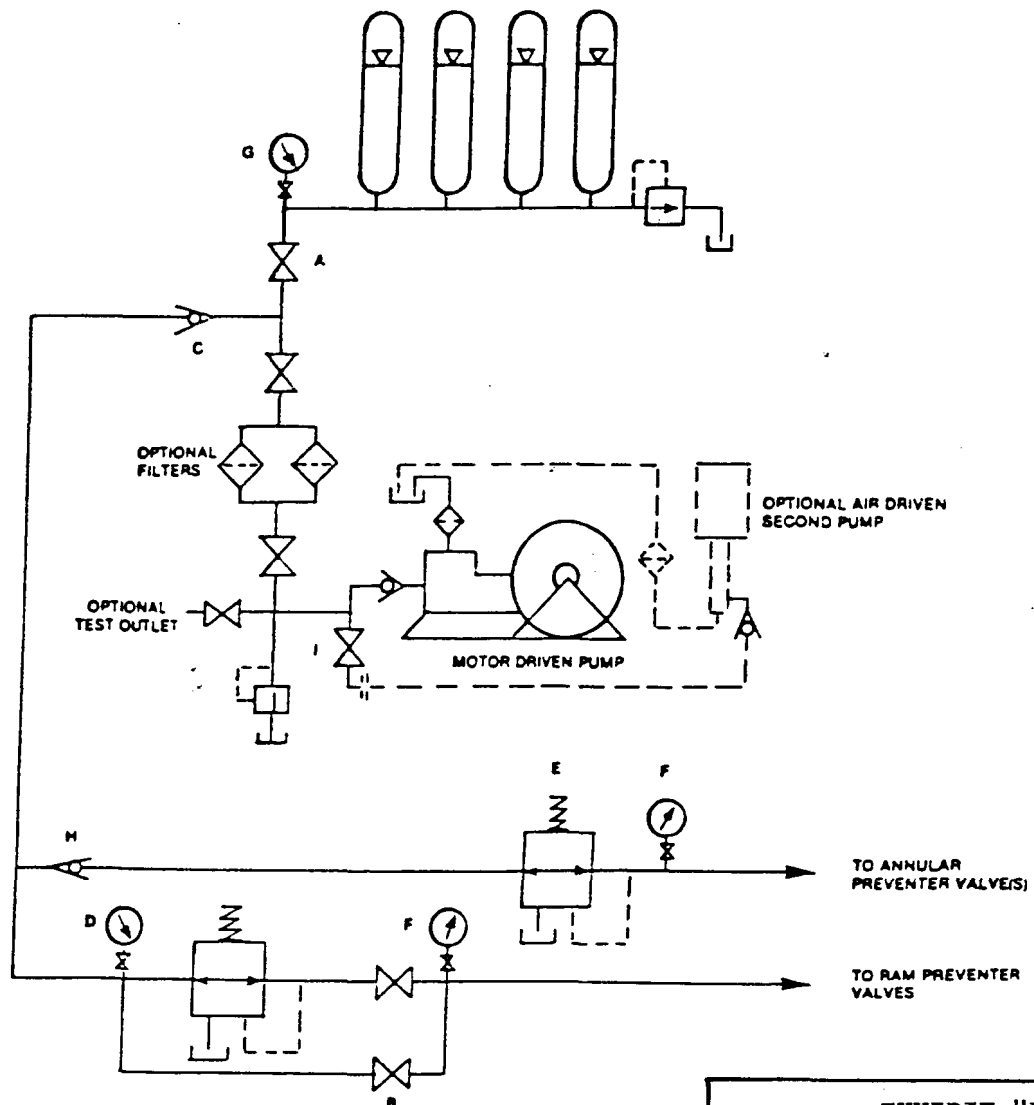 G
A
C
OPTIONAL
FILTERS
OPTIONAL AIR DRIVEN
SECOND PUMP
OPTIONAL
TEST OUTLET
I
MOTOR DRIVEN PUMP
E
F
H
TO ANNULAR
PREVENTER VALVE(S)
D
F
TO RAM PREVENTER
VALVES